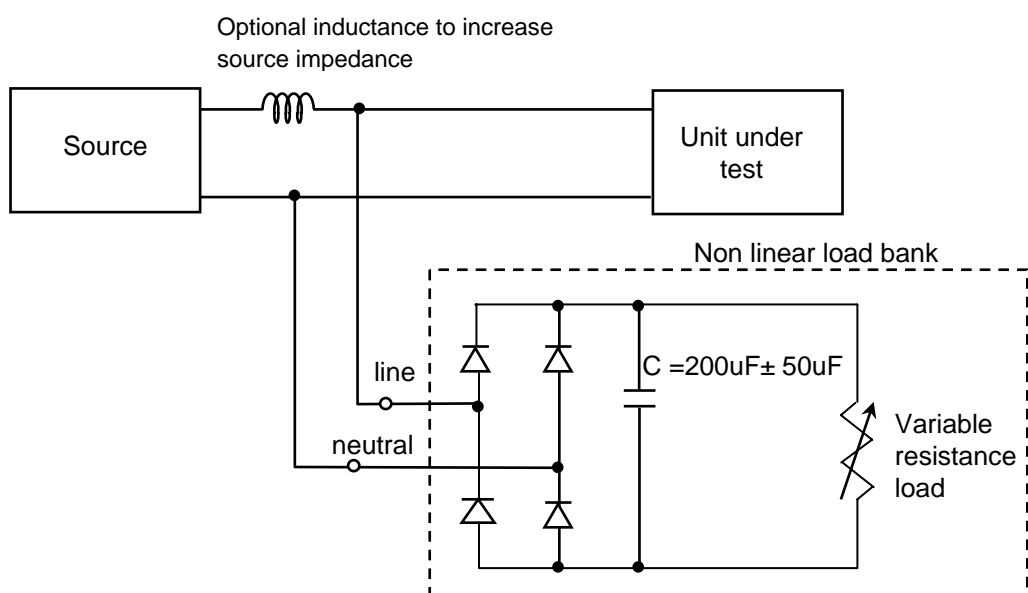 Optional inductance to increase
source impedance
Source
Unit under
test
Non linear load bank
line
C =200uF± 50uF
neutral
Variable
resistance
load